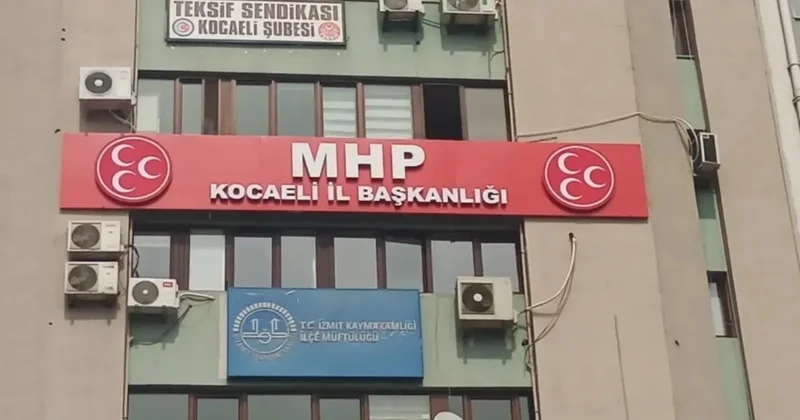 TEKSİF SENDİKASI
KOCAELİ ŞUBESİ
MHP
KOCAELİ İL BAŞKANLIĞI
T.C. İZMİT KAYMAKAMLIĞI
İLÇE MÜFTÜLÜĞÜ